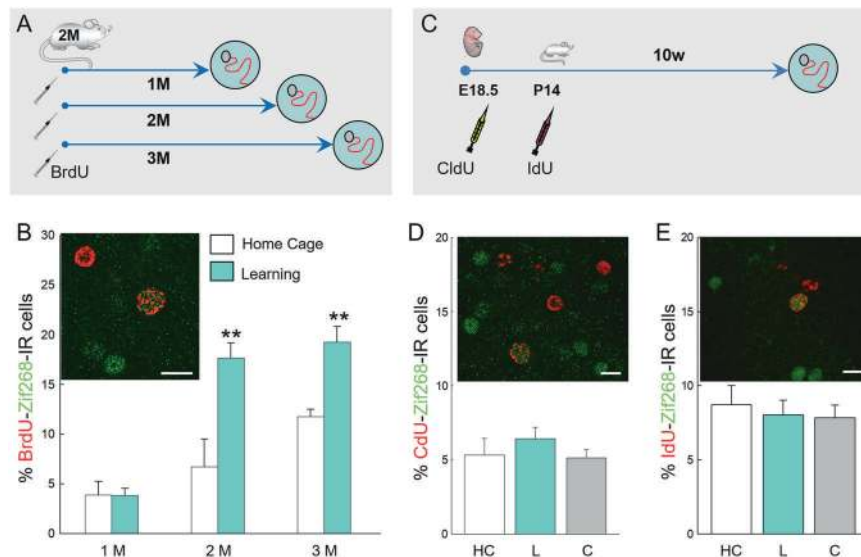 A
2M
1M
2M
3M
BrdU
C
10w
E18.5 P14
CldU IdU
B
% BrdU-Zif268-IR cells
30
25
20
15
10
5
0
Home Cage
Learning
**
**
1 M 2 M 3 M
D
% CdU-Zif268-IR cells
20
15
10
5
0
HC L C
E
% IdU-Zif268-IR cells
20
15
10
5
0
HC L C